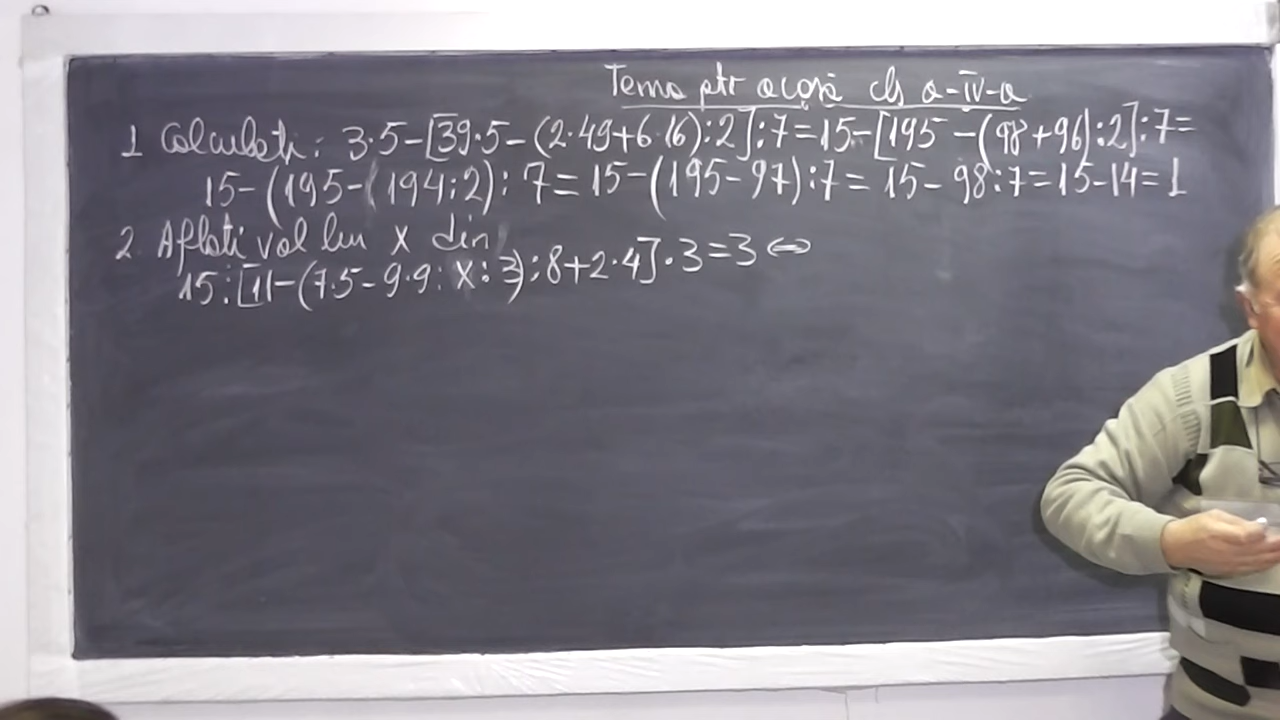 Tema ptr acasă cls a-IV-a
1 Calculati: 3·5-[39·5-(2·49+6·16):2]:7=15-[195-(98+96):2]:7=
15-(195-(194:2):7=15-(195-97):7=15-98:7=15-14=1
2. Aflati val lui x din
15:[11-(7·5-9·9:x:3):8+2·4]·3=3⇔